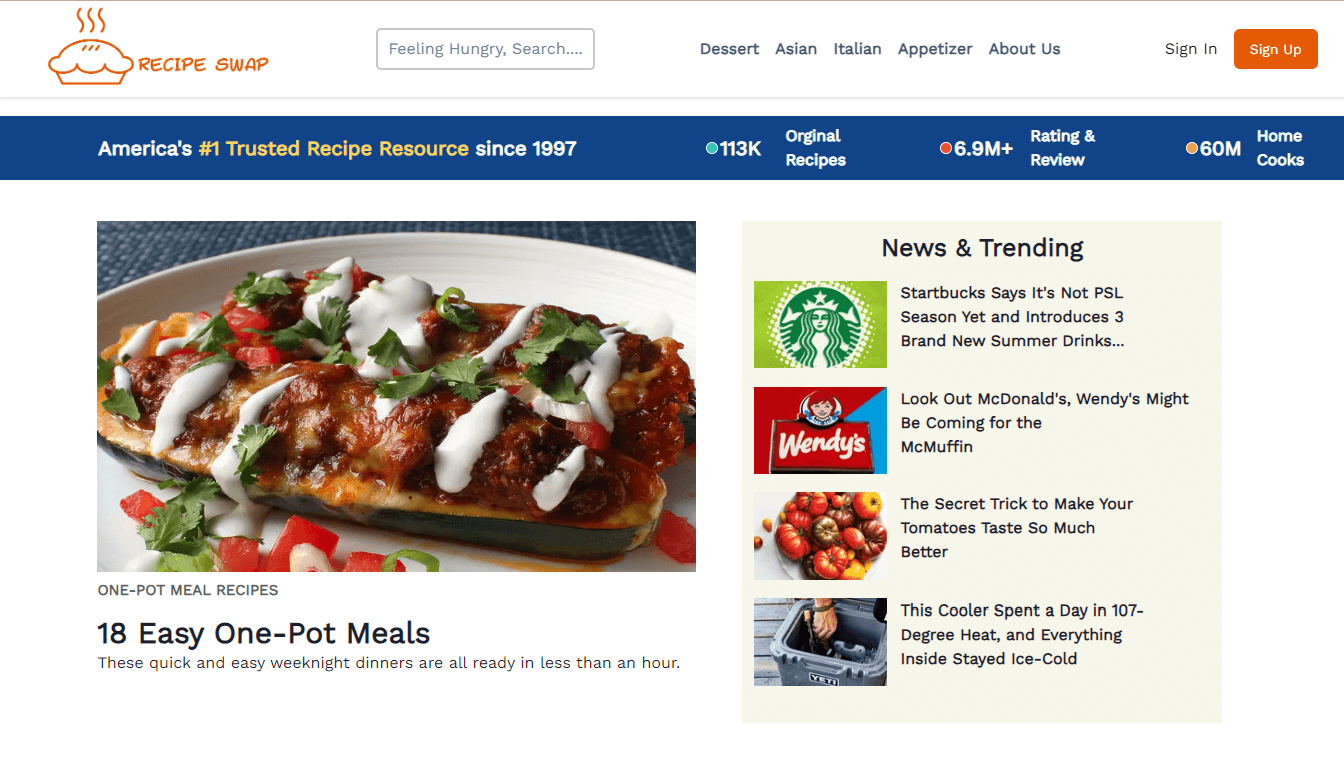 RECIPE SWAP
Feeling Hungry, Search....
Dessert Asian Italian Appetizer About Us
Sign In
Sign Up
America's #1 Trusted Recipe Resource since 1997
113K
Orginal
Recipes
6.9M+
Rating &
Review
60M
Home
Cooks
ONE-POT MEAL RECIPES
18 Easy One-Pot Meals
These quick and easy weeknight dinners are all ready in less than an hour.
News & Trending
Startbucks Says It's Not PSL
Season Yet and Introduces 3
Brand New Summer Drinks...
Wendy's
Look Out McDonald's, Wendy's Might
Be Coming for the
McMuffin
The Secret Trick to Make Your
Tomatoes Taste So Much
Better
YETI
This Cooler Spent a Day in 107-
Degree Heat, and Everything
Inside Stayed Ice-Cold